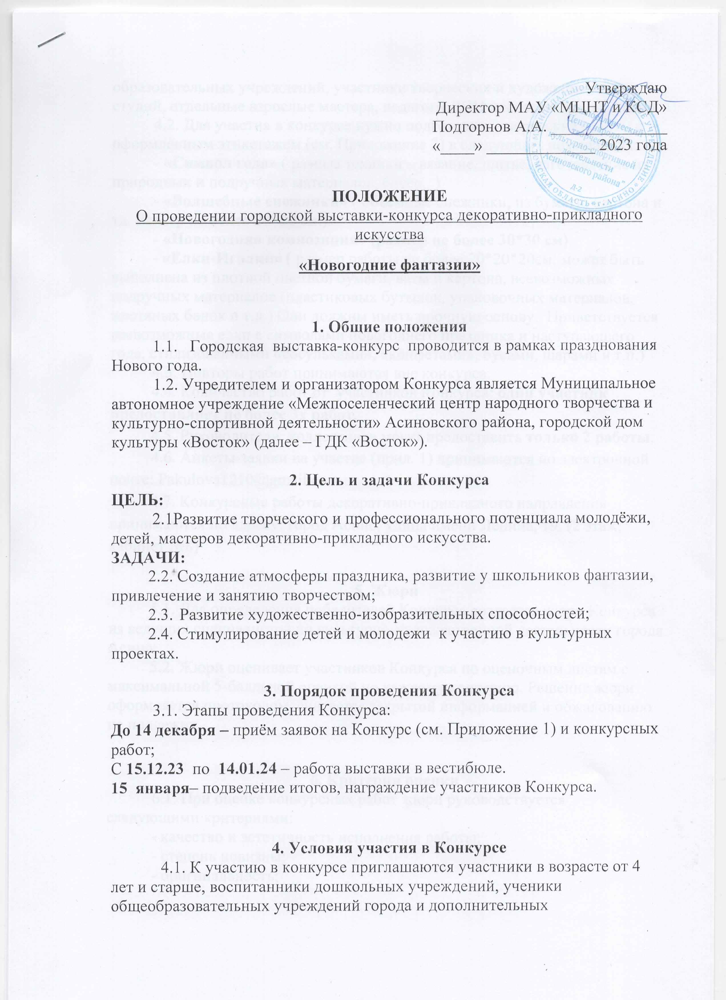 Утверждаю
Директор МАУ «МЦНТ и КСД»
Подгорнов А.А. ______________
«____» _____________ 2023 года
МУНИЦИПАЛЬНОЕ УЧРЕЖДЕНИЕ * ТОМСКАЯ ОБЛАСТЬ * г. АСИНО *
Центр народного
творчества и
культурно-спортивной
деятельности
Асиновского района"
Д-2
ПОЛОЖЕНИЕ
О проведении городской выставки-конкурса декоративно-прикладного
искусства
«Новогодние фантазии»
1. Общие положения
1.1. Городская выставка-конкурс проводится в рамках празднования
Нового года.
1.2. Учредителем и организатором Конкурса является Муниципальное
автономное учреждение «Межпоселенческий центр народного творчества и
культурно-спортивной деятельности» Асиновского района, городской дом
культуры «Восток» (далее – ГДК «Восток»).
2. Цель и задачи Конкурса
ЦЕЛЬ:
2.1Развитие творческого и профессионального потенциала молодёжи,
детей, мастеров декоративно-прикладного искусства.
ЗАДАЧИ:
2.2. Создание атмосферы праздника, развитие у школьников фантазии,
привлечение и занятию творчеством;
2.3. Развитие художественно-изобразительных способностей;
2.4. Стимулирование детей и молодежи к участию в культурных
проектах.
3. Порядок проведения Конкурса
3.1. Этапы проведения Конкурса:
До 14 декабря – приём заявок на Конкурс (см. Приложение 1) и конкурсных
работ;
С 15.12.23 по 14.01.24 – работа выставки в вестибюле.
15 января– подведение итогов, награждение участников Конкурса.
4. Условия участия в Конкурсе
4.1. К участию в конкурсе приглашаются участники в возрасте от 4
лет и старше, воспитанники дошкольных учреждений, ученики
общеобразовательных учреждений города и дополнительных